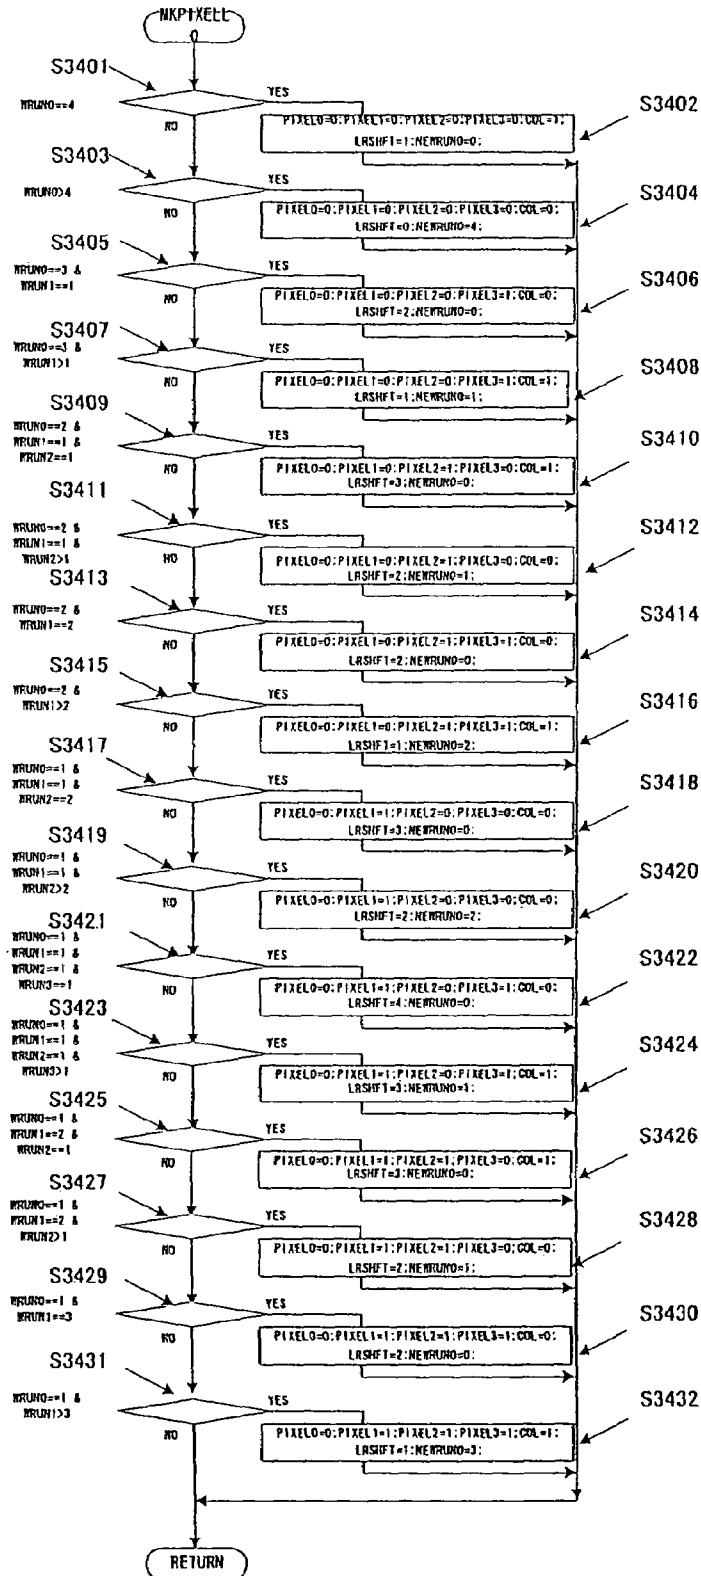 MKPIXELL
0
S3401
WRUN0==4
YES
NO
PIXEL0=0;PIXEL1=0;PIXEL2=0;PIXEL3=0;COL=1;
LRSHFT=1;NEWRUN0=0;
S3402
S3403
WRUN0>4
YES
NO
PIXEL0=0;PIXEL1=0;PIXEL2=0;PIXEL3=0;COL=0;
LRSHFT=0;NEWRUN0=4;
S3404
S3405
WRUN0==3 &
WRUN1==1
YES
NO
PIXEL0=0;PIXEL1=0;PIXEL2=0;PIXEL3=1;COL=0;
LRSHFT=2;NEWRUN0=0;
S3406
S3407
WRUN0==3 &
WRUN1>1
YES
NO
PIXEL0=0;PIXEL1=0;PIXEL2=0;PIXEL3=1;COL=1;
LRSHFT=1;NEWRUN0=1;
S3408
S3409
WRUN0==2 &
WRUN1==1 &
WRUN2==1
YES
NO
PIXEL0=0;PIXEL1=0;PIXEL2=1;PIXEL3=0;COL=1;
LRSHFT=3;NEWRUN0=0;
S3410
S3411
WRUN0==2 &
WRUN1==1 &
WRUN2>1
YES
NO
PIXEL0=0;PIXEL1=0;PIXEL2=1;PIXEL3=0;COL=0;
LRSHFT=2;NEWRUN0=1;
S3412
S3413
WRUN0==2 &
WRUN1==2
YES
NO
PIXEL0=0;PIXEL1=0;PIXEL2=1;PIXEL3=1;COL=0;
LRSHFT=2;NEWRUN0=0;
S3414
S3415
WRUN0==2 &
WRUN1>2
YES
NO
PIXEL0=0;PIXEL1=0;PIXEL2=1;PIXEL3=1;COL=1;
LRSHFT=1;NEWRUN0=2;
S3416
S3417
WRUN0==1 &
WRUN1==1 &
WRUN2==2
YES
NO
PIXEL0=0;PIXEL1=1;PIXEL2=0;PIXEL3=0;COL=0;
LRSHFT=3;NEWRUN0=0;
S3418
S3419
WRUN0==1 &
WRUN1==1 &
WRUN2>2
YES
NO
PIXEL0=0;PIXEL1=1;PIXEL2=0;PIXEL3=0;COL=0;
LRSHFT=2;NEWRUN0=2;
S3420
S3421
WRUN0==1 &
WRUN1==1 &
WRUN2==1 &
WRUN3==1
YES
NO
PIXEL0=0;PIXEL1=1;PIXEL2=0;PIXEL3=1;COL=0;
LRSHFT=4;NEWRUN0=0;
S3422
S3423
WRUN0==1 &
WRUN1==1 &
WRUN2==1 &
WRUN3>1
YES
NO
PIXEL0=0;PIXEL1=1;PIXEL2=0;PIXEL3=1;COL=1;
LRSHFT=3;NEWRUN0=1;
S3424
S3425
WRUN0==1 &
WRUN1==2 &
WRUN2==1
YES
NO
PIXEL0=0;PIXEL1=1;PIXEL2=1;PIXEL3=0;COL=1;
LRSHFT=3;NEWRUN0=0;
S3426
S3427
WRUN0==1 &
WRUN1==2 &
WRUN2>1
YES
NO
PIXEL0=0;PIXEL1=1;PIXEL2=1;PIXEL3=0;COL=0;
LRSHFT=2;NEWRUN0=1;
S3428
S3429
WRUN0==1 &
WRUN1==3
YES
NO
PIXEL0=0;PIXEL1=1;PIXEL2=1;PIXEL3=1;COL=0;
LRSHFT=2;NEWRUN0=0;
S3430
S3431
WRUN0==1 &
WRUN1>3
YES
NO
PIXEL0=0;PIXEL1=1;PIXEL2=1;PIXEL3=1;COL=1;
LRSHFT=1;NEWRUN0=3;
S3432
RETURN